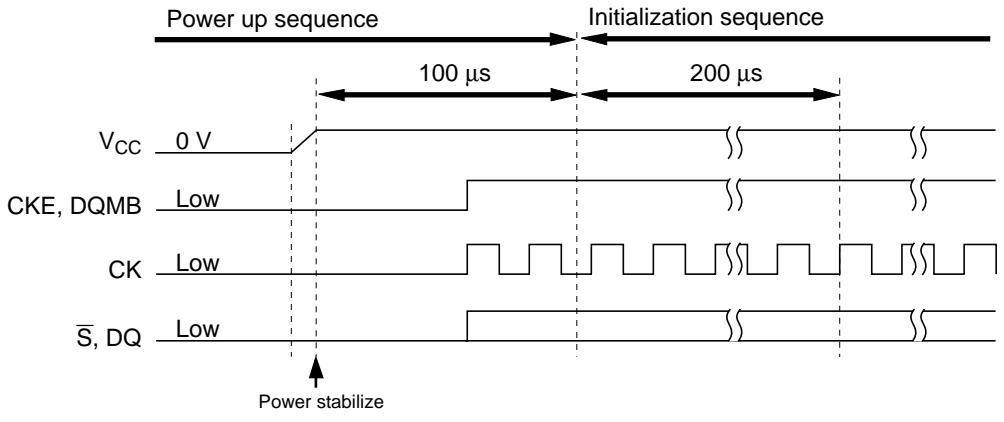 Power up sequence
Initialization sequence
100 μs
200 μs
VCC
0 V
CKE, DQMB
Low
CK
Low
S̅, DQ
Low
Power stabilize